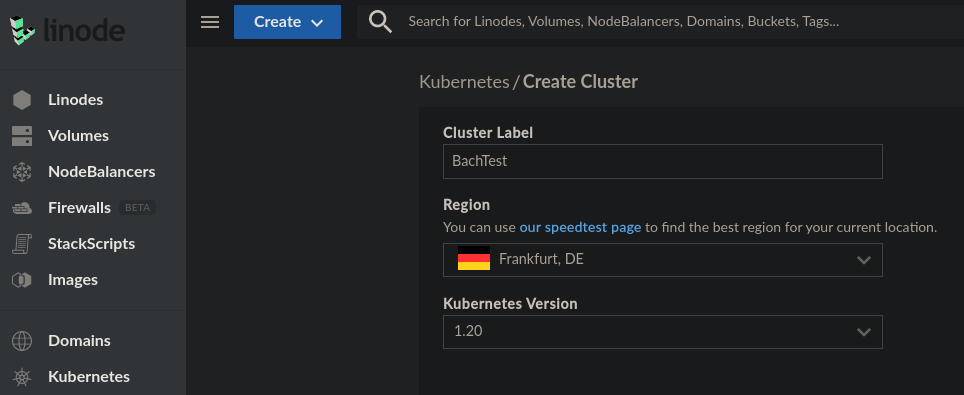 linode
Create
Search for Linodes, Volumes, NodeBalancers, Domains, Buckets, Tags...
Linodes
Volumes
NodeBalancers
Firewalls BETA
StackScripts
Images
Domains
Kubernetes
Kubernetes / Create Cluster
Cluster Label
BachTest
Region
You can use our speedtest page to find the best region for your current location.
Frankfurt, DE
Kubernetes Version
1.20